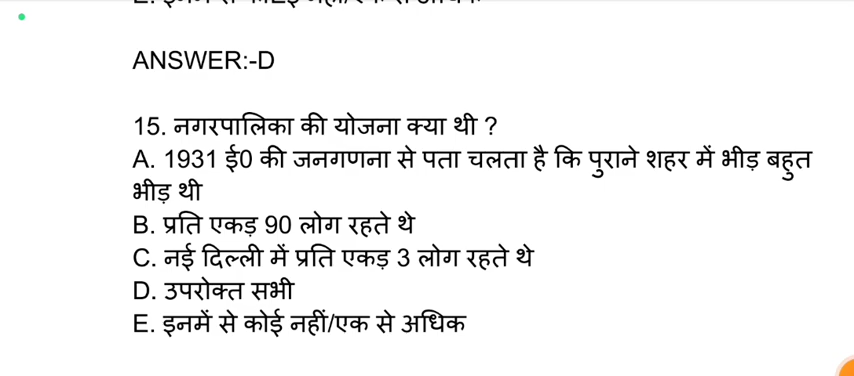 ANSWER:-D
15. नगरपालिका की योजना क्या थी ?
A. 1931 ई0 की जनगणना से पता चलता है कि पुराने शहर में भीड़ बहुत
भीड़ थी
B. प्रति एकड़ 90 लोग रहते थे
C. नई दिल्ली में प्रति एकड़ 3 लोग रहते थे
D. उपरोक्त सभी
E. इनमें से कोई नहीं/एक से अधिक